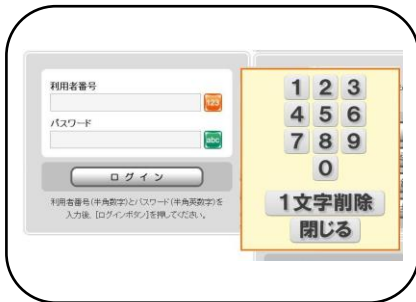 利用者番号
123
パスワード
abc
ログイン
利用者番号(半角数字)とパスワード(半角英数字)を
入力後、[ログインボタン]を押してください。
1 2 3
4 5 6
7 8 9
0
1文字削除
閉じる